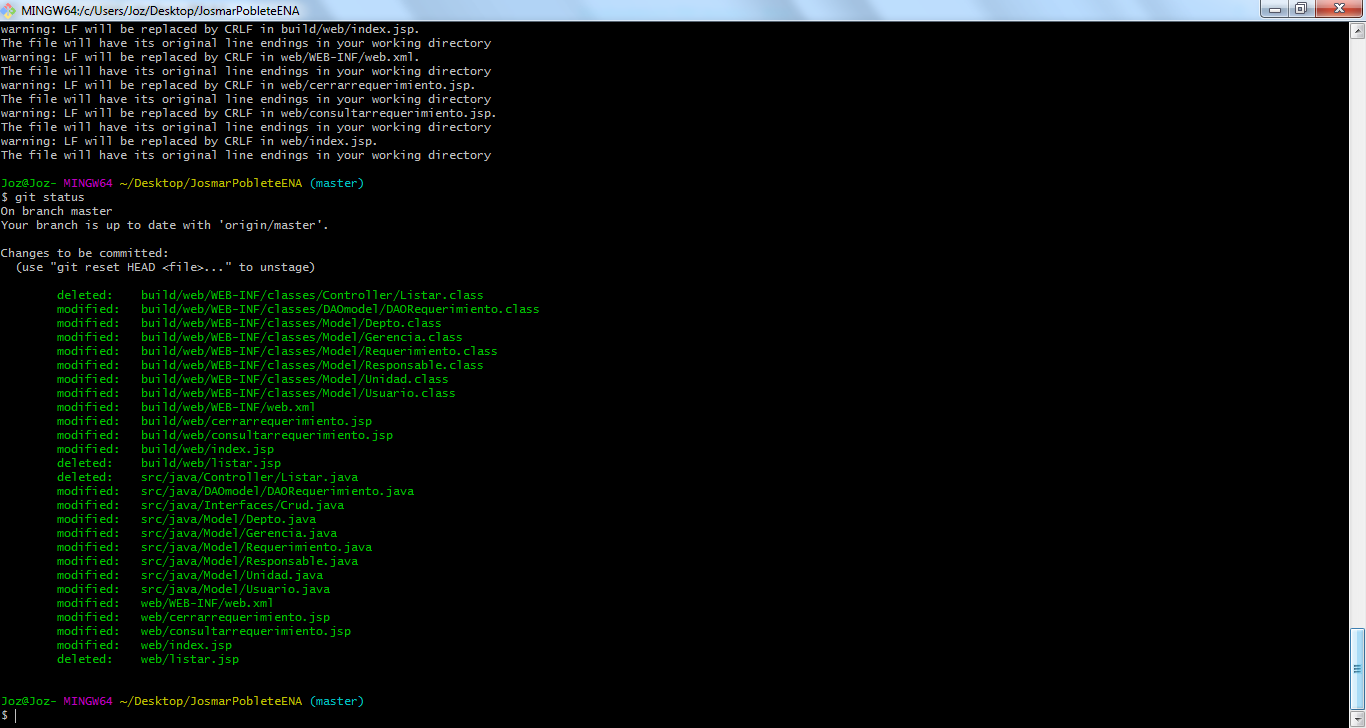 MINGW64:/c/Users/Joz/Desktop/JosmarPobleteENA
warning: LF will be replaced by CRLF in build/web/index.jsp.
The file will have its original line endings in your working directory
warning: LF will be replaced by CRLF in web/WEB-INF/web.xml.
The file will have its original line endings in your working directory
warning: LF will be replaced by CRLF in web/cerrarrequerimiento.jsp.
The file will have its original line endings in your working directory
warning: LF will be replaced by CRLF in web/consultarrequerimiento.jsp.
The file will have its original line endings in your working directory
warning: LF will be replaced by CRLF in web/index.jsp.
The file will have its original line endings in your working directory
Joz@Joz- MINGW64 ~/Desktop/JosmarPobleteENA (master)
$ git status
On branch master
Your branch is up to date with 'origin/master'.
Changes to be committed:
(use "git reset HEAD <file>..." to unstage)
deleted: build/web/WEB-INF/classes/Controller/Listar.class
modified: build/web/WEB-INF/classes/DAOmodel/DAORequerimiento.class
modified: build/web/WEB-INF/classes/Model/Depto.class
modified: build/web/WEB-INF/classes/Model/Gerencia.class
modified: build/web/WEB-INF/classes/Model/Requerimiento.class
modified: build/web/WEB-INF/classes/Model/Responsable.class
modified: build/web/WEB-INF/classes/Model/Unidad.class
modified: build/web/WEB-INF/classes/Model/Usuario.class
modified: build/web/WEB-INF/web.xml
modified: build/web/cerrarrequerimiento.jsp
modified: build/web/consultarrequerimiento.jsp
modified: build/web/index.jsp
deleted: build/web/listar.jsp
deleted: src/java/Controller/Listar.java
modified: src/java/DAOmodel/DAORequerimiento.java
modified: src/java/Interfaces/Crud.java
modified: src/java/Model/Depto.java
modified: src/java/Model/Gerencia.java
modified: src/java/Model/Requerimiento.java
modified: src/java/Model/Responsable.java
modified: src/java/Model/Unidad.java
modified: src/java/Model/Usuario.java
modified: web/WEB-INF/web.xml
modified: web/cerrarrequerimiento.jsp
modified: web/consultarrequerimiento.jsp
modified: web/index.jsp
deleted: web/listar.jsp
Joz@Joz- MINGW64 ~/Desktop/JosmarPobleteENA (master)
$